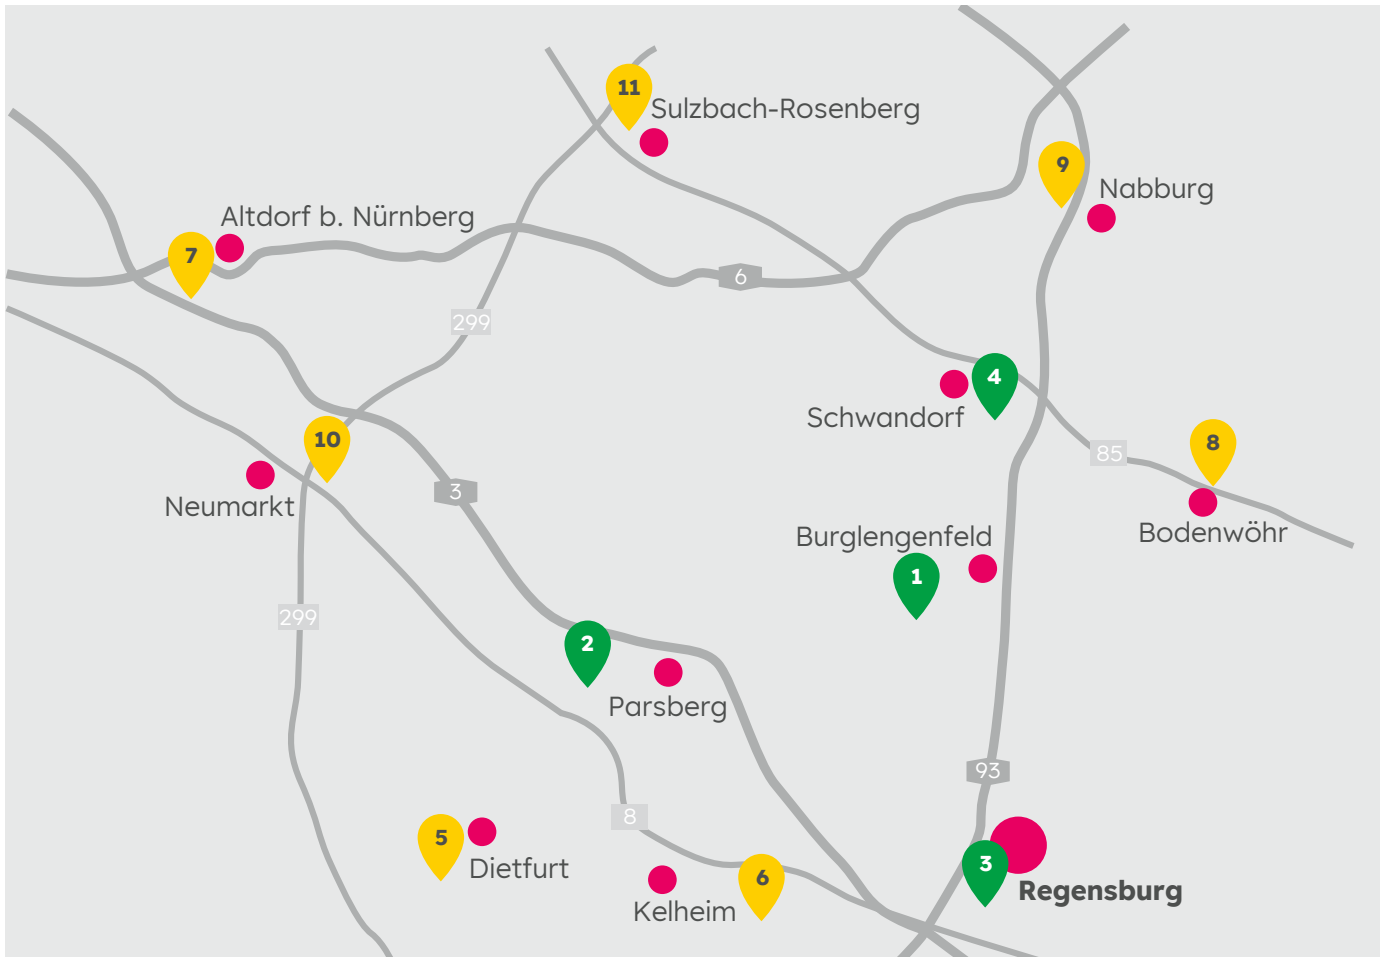 11
Sulzbach-Rosenberg
9
Nabburg
Altdorf b. Nürnberg
7
6
299
4
Schwandorf
10
8
85
Neumarkt
3
Bodenwöhr
Burglengenfeld
1
299
2
Parsberg
93
8
5
Dietfurt
6
Kelheim
3
Regensburg